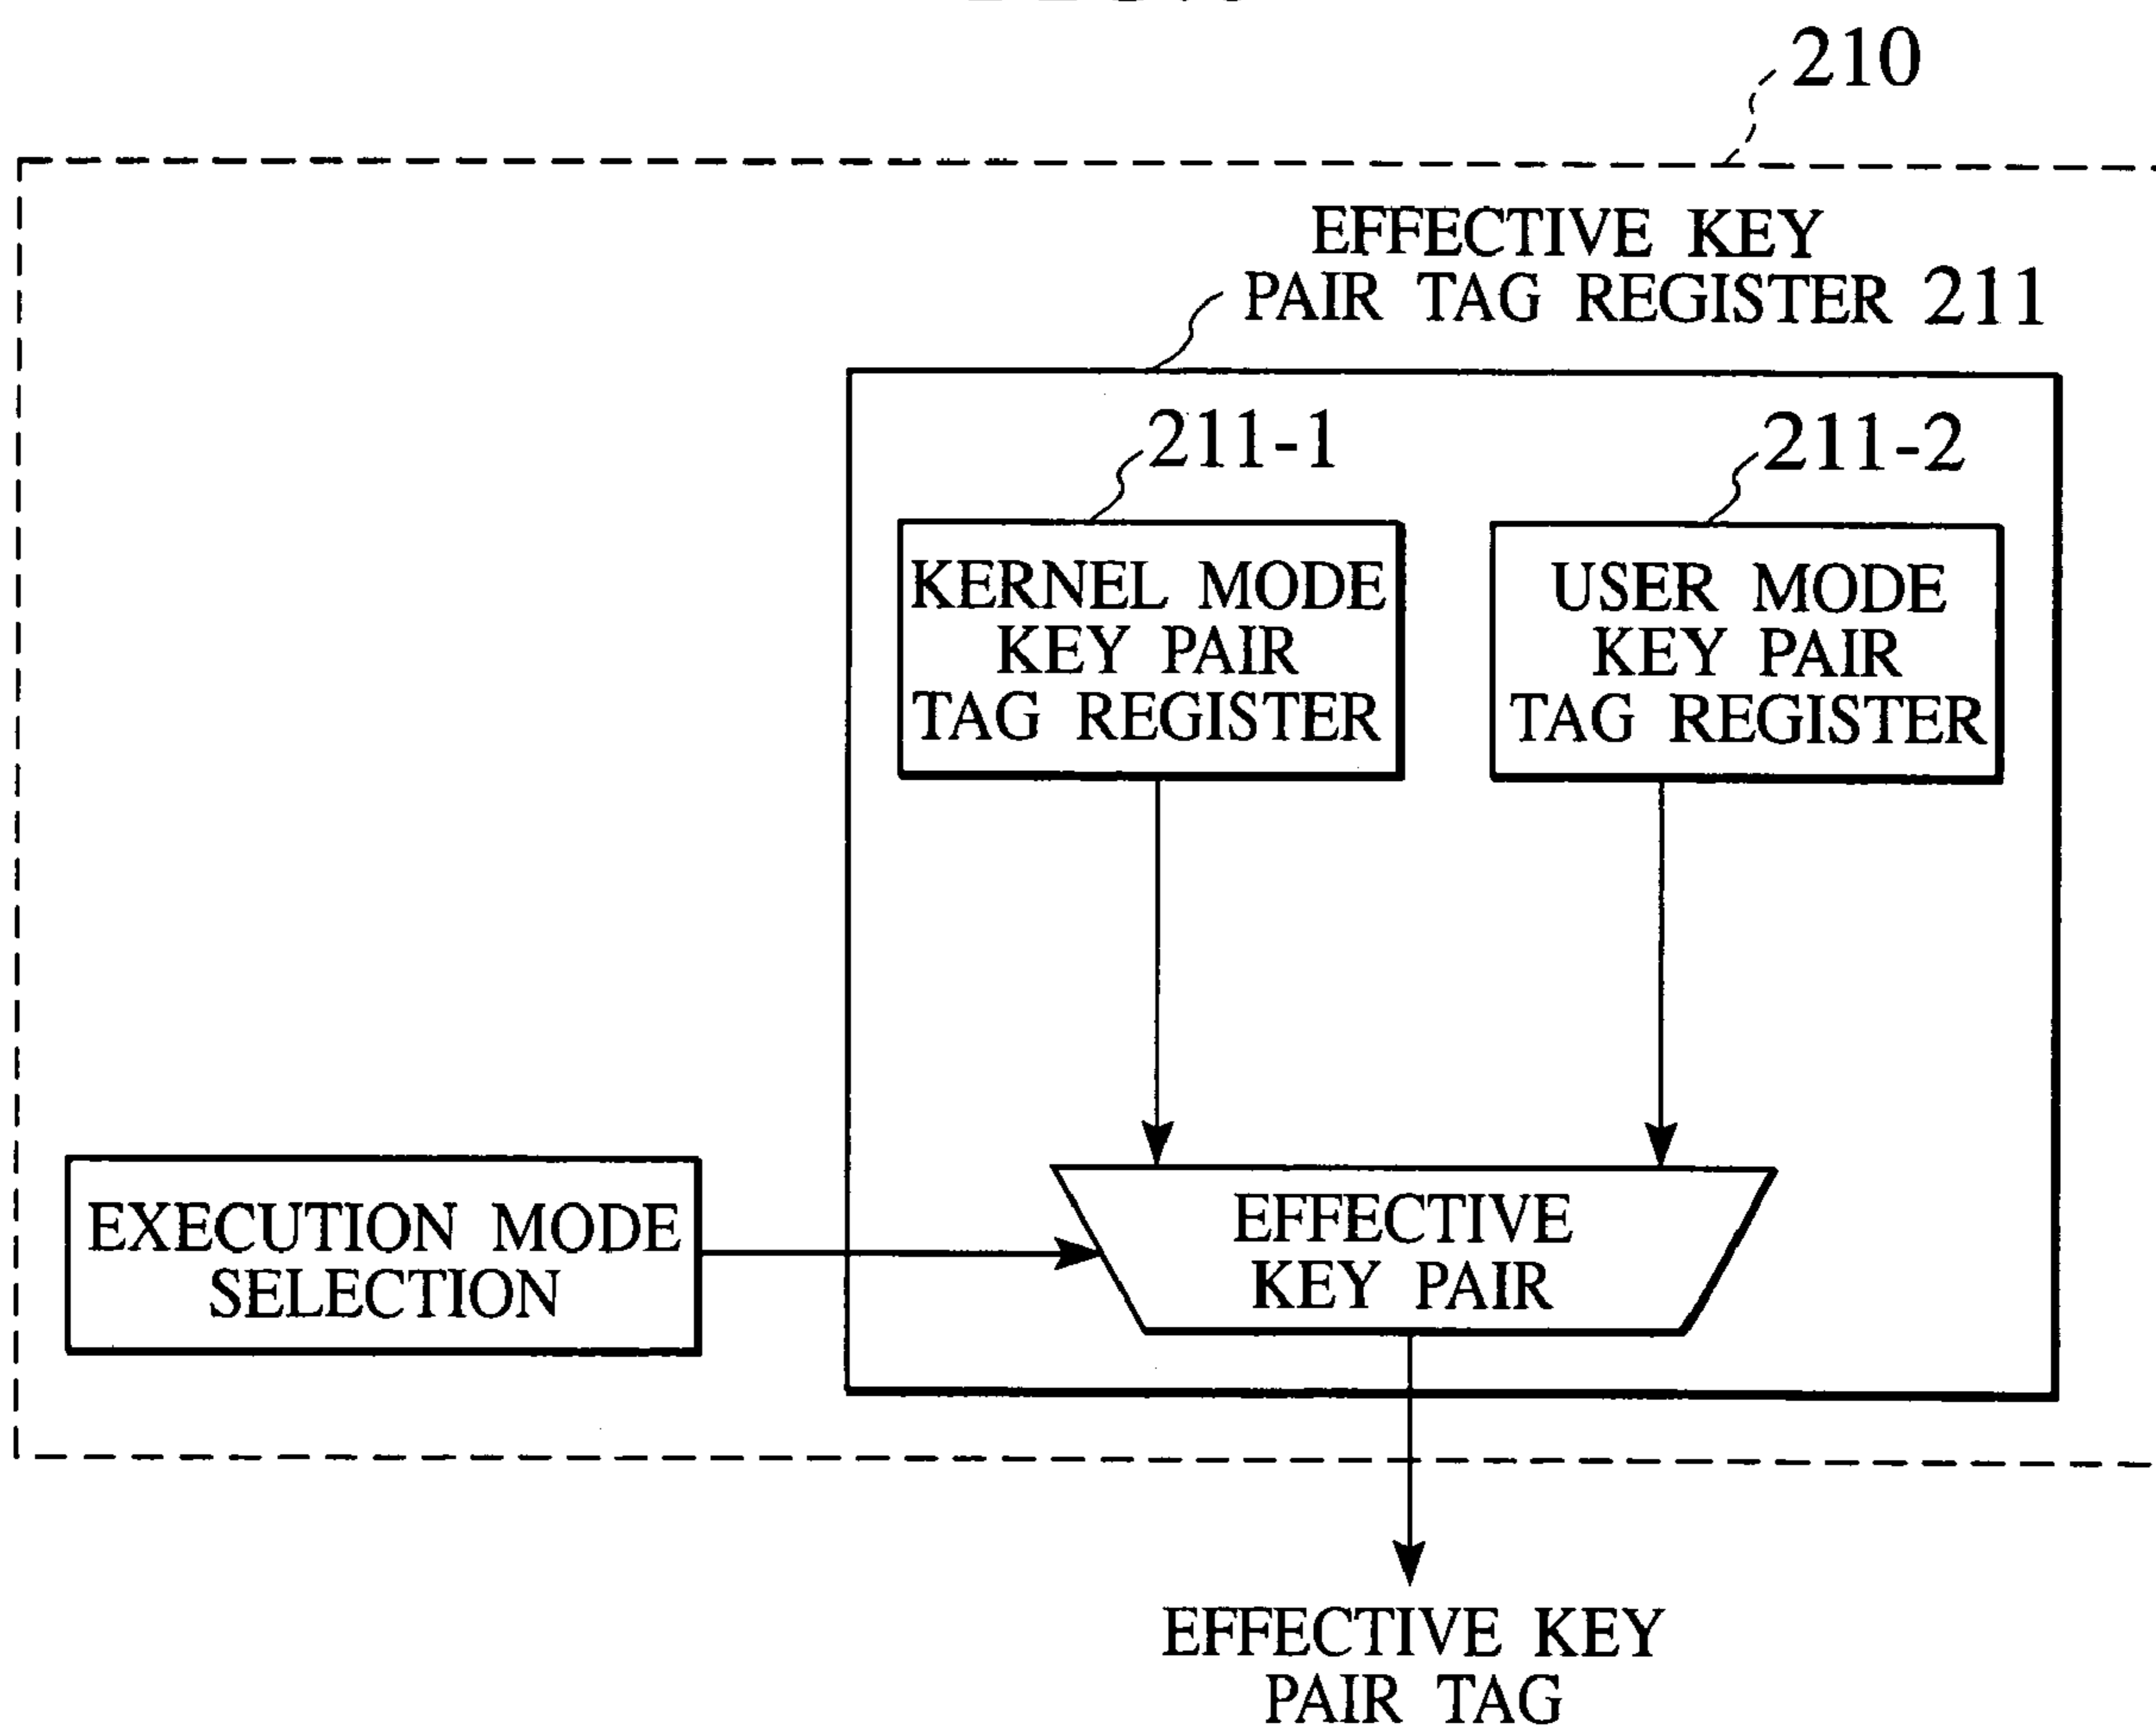 210
EFFECTIVE KEY
PAIR TAG REGISTER 211
211-1
211-2
KERNEL MODE
KEY PAIR
TAG REGISTER
USER MODE
KEY PAIR
TAG REGISTER
EXECUTION MODE
SELECTION
EFFECTIVE
KEY PAIR
EFFECTIVE KEY
PAIR TAG